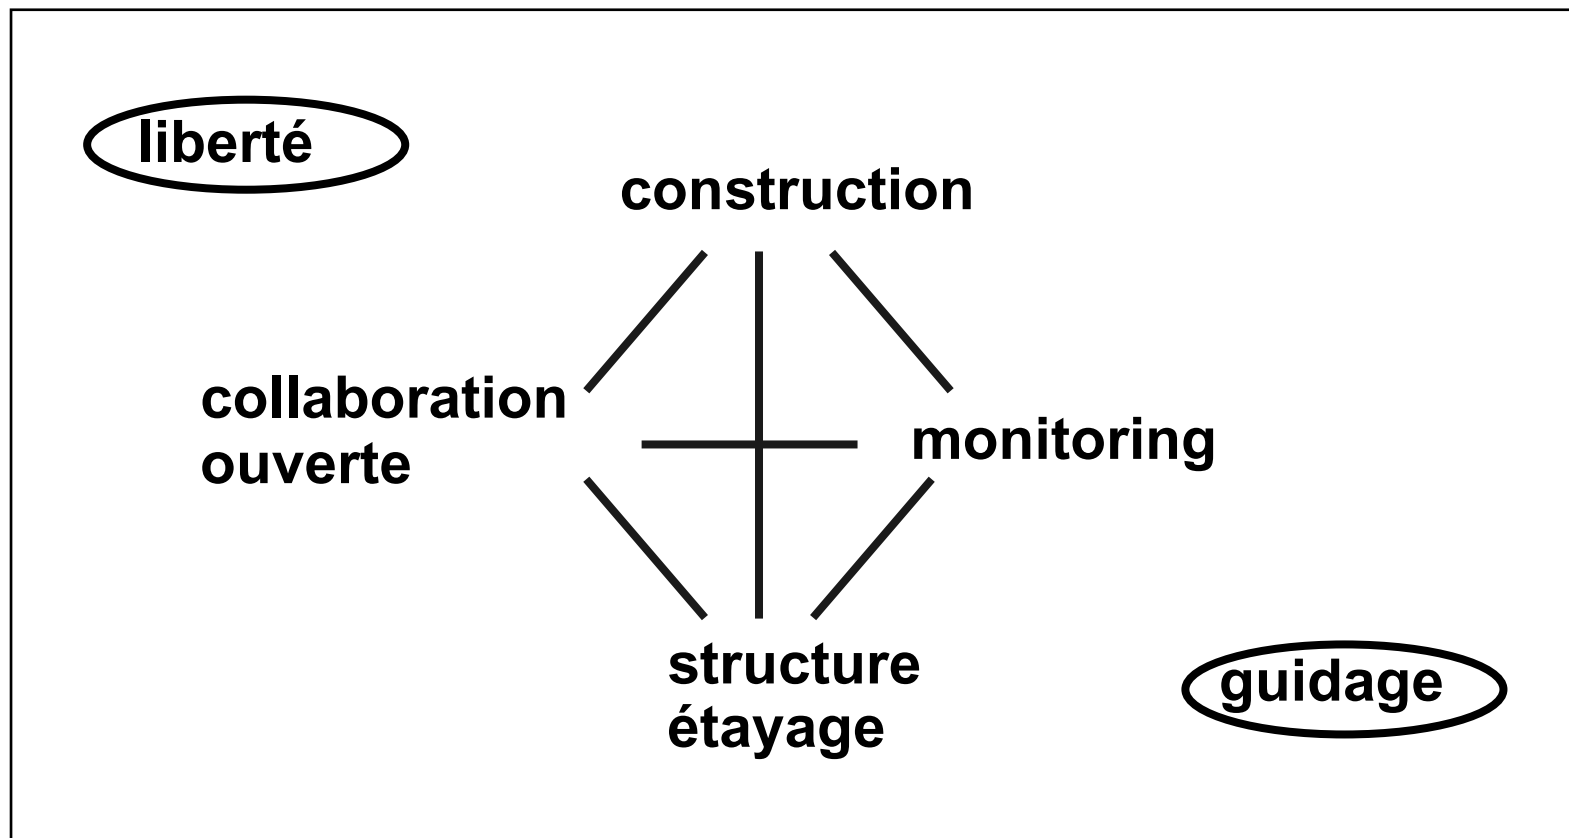 liberté
construction
collaboration
ouverte
monitoring
structure
étayage
guidage